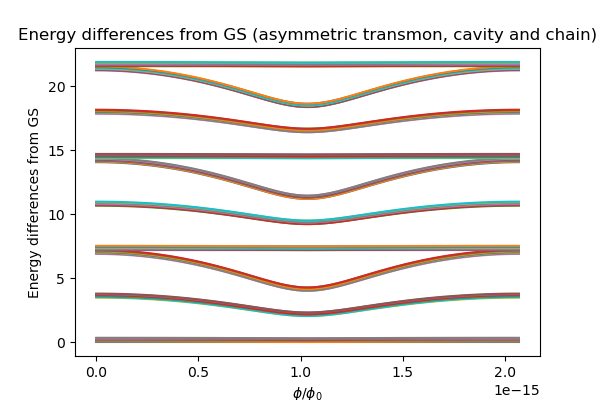 Energy differences from GS (asymmetric transmon, cavity and chain)
Energy differences from GS
20
15
10
5
0
0.0 0.5 1.0 1.5 2.0
1e−15
ϕ/ϕ₀